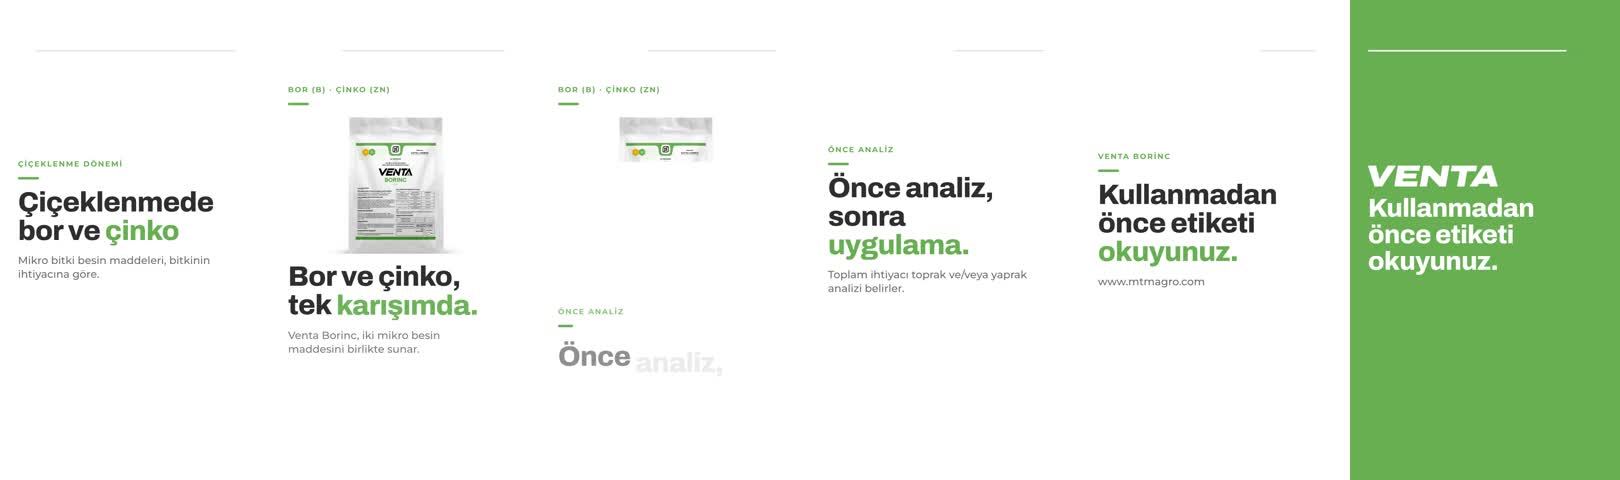 ÇİÇEKLENME DÖNEMİ
Çiçeklenmede
bor ve çinko
Mikro bitki besin maddeleri, bitkinin
ihtiyacına göre.
BOR (B) · ÇİNKO (ZN)
VENTA
BORINC
Bor ve çinko,
tek karışımda.
Venta Borinc, iki mikro besin
maddesini birlikte sunar.
BOR (B) · ÇİNKO (ZN)
ÖNCE ANALİZ
Önce analiz,
ÖNCE ANALİZ
Önce analiz,
sonra
uygulama.
Toplam ihtiyacı toprak ve/veya yaprak
analizi belirler.
VENTA BORİNC
Kullanmadan
önce etiketi
okuyunuz.
www.mtmagro.com
VENTA
Kullanmadan
önce etiketi
okuyunuz.